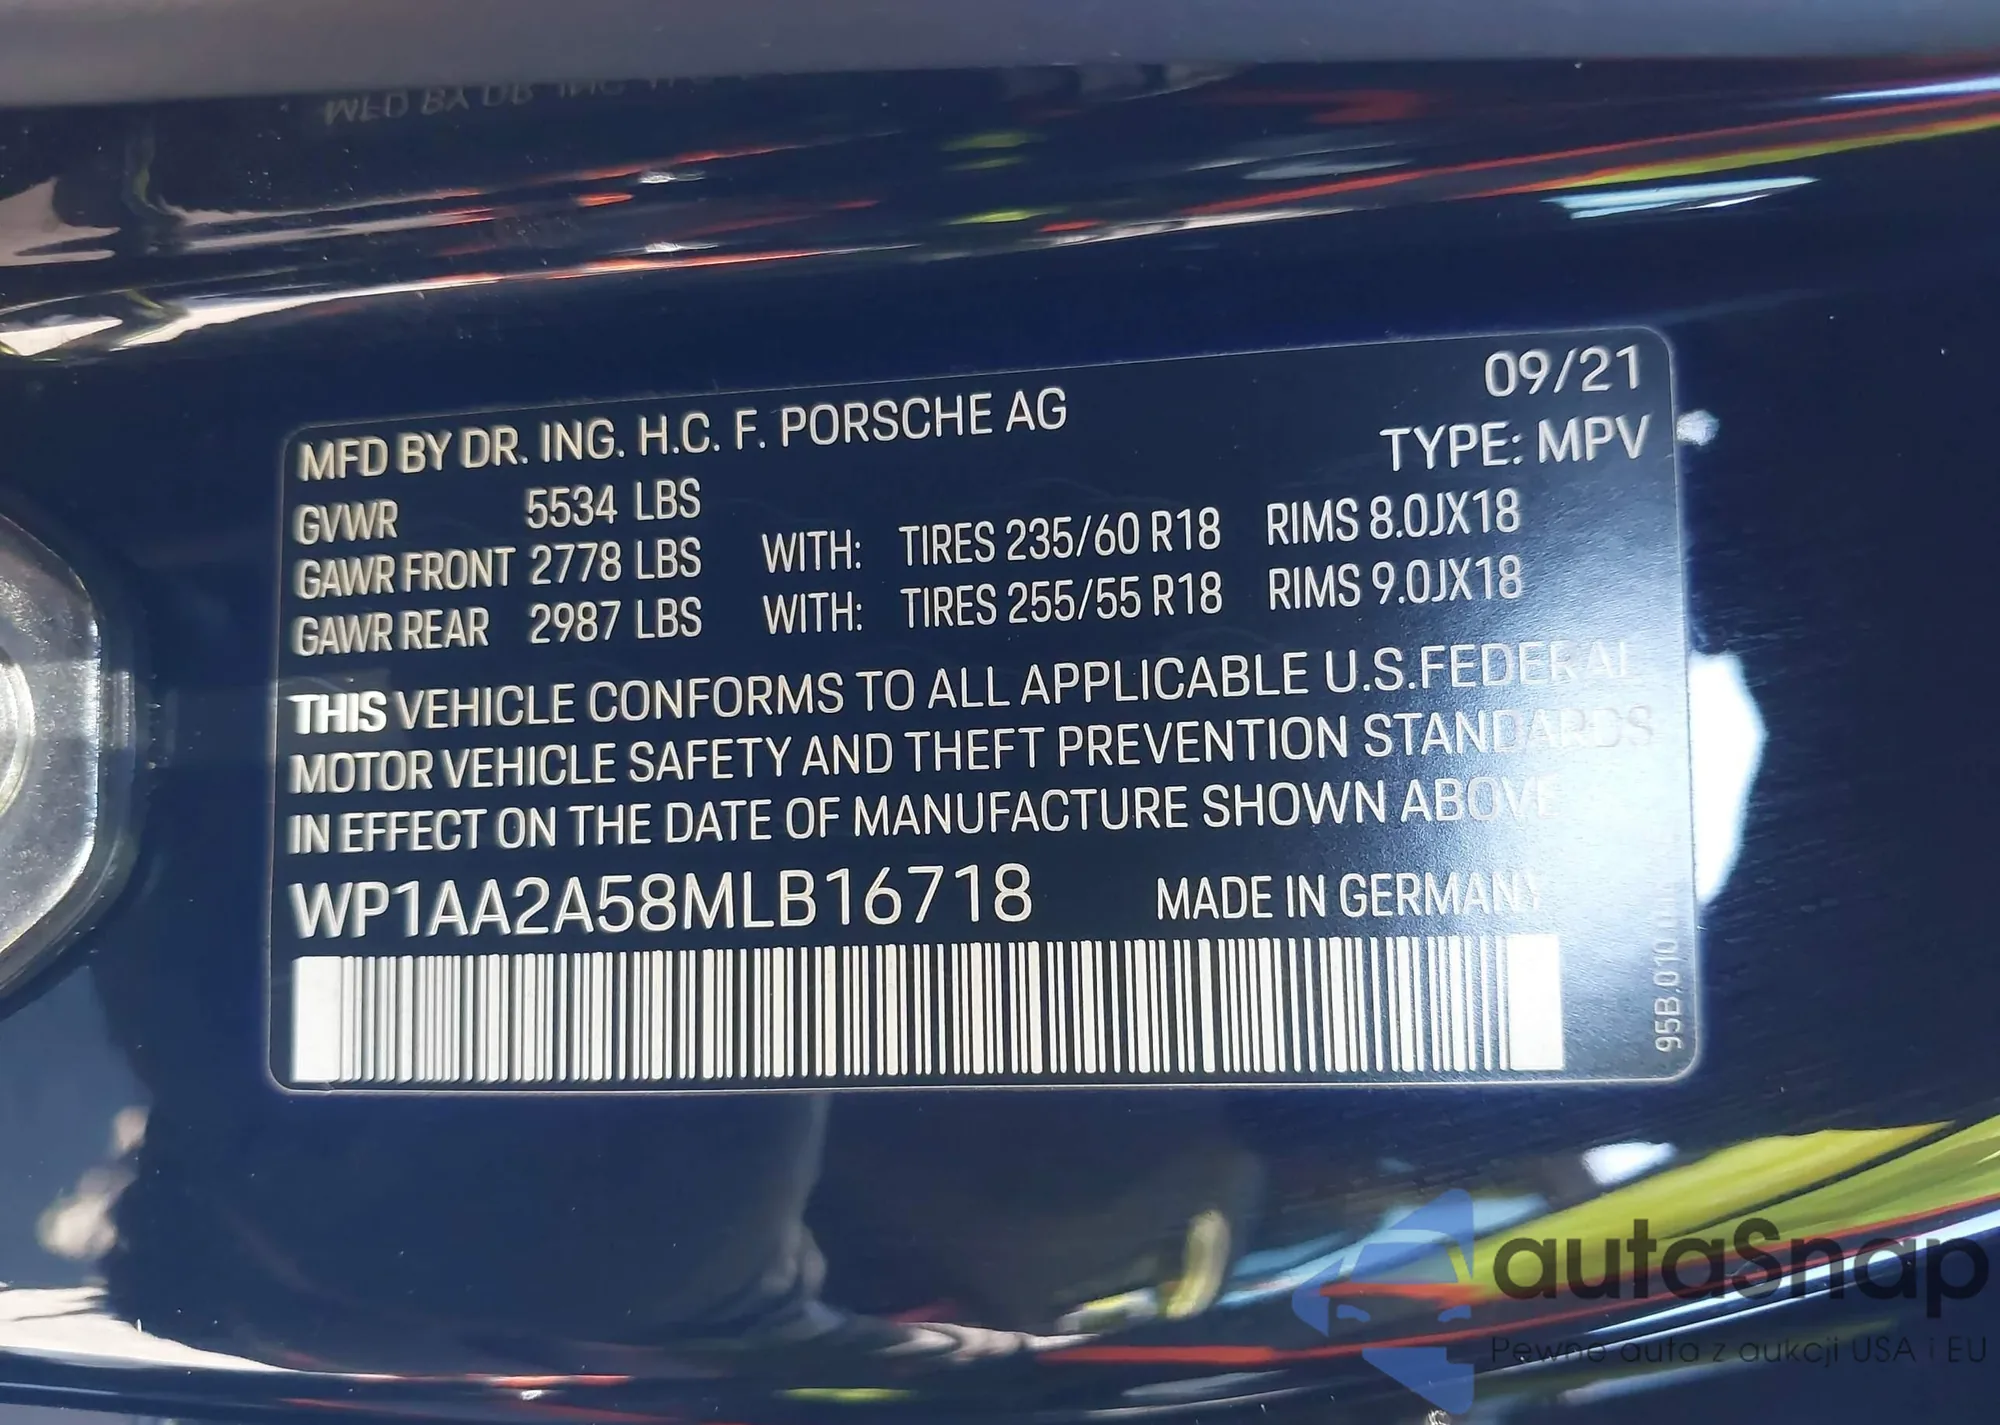 MFD BY DR. ING. H.C. F. PORSCHE AG 09/21
TYPE: MPV
GVWR 5534 LBS
GAWR FRONT 2778 LBS WITH: TIRES 235/60 R18 RIMS 8.0JX18
GAWR REAR 2987 LBS WITH: TIRES 255/55 R18 RIMS 9.0JX18
THIS VEHICLE CONFORMS TO ALL APPLICABLE U.S.FEDERAL
MOTOR VEHICLE SAFETY AND THEFT PREVENTION STANDARDS
IN EFFECT ON THE DATE OF MANUFACTURE SHOWN ABOVE
WP1AA2A58MLB16718 MADE IN GERMANY
autaSnap
Pewne auta z aukcji USA i EU